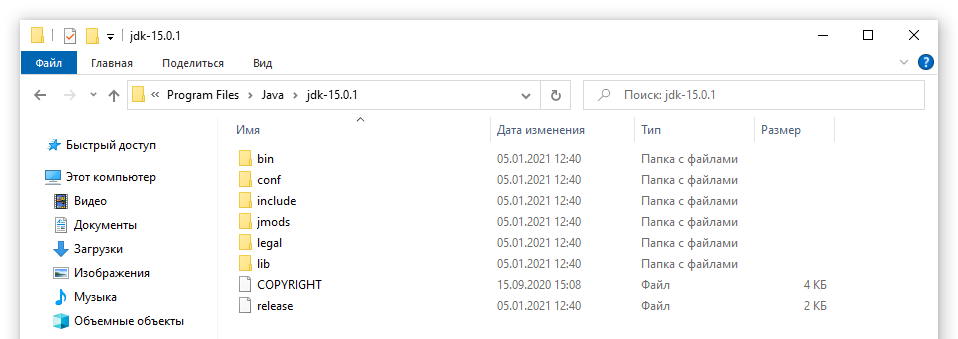 jdk-15.0.1
Файл Главная Поделиться Вид
« Program Files > Java > jdk-15.0.1 Поиск: jdk-15.0.1
Имя Дата изменения Тип Размер
Быстрый доступ
Этот компьютер
Видео
Документы
Загрузки
Изображения
Музыка
Объемные объекты
bin 05.01.2021 12:40 Папка с файлами
conf 05.01.2021 12:40 Папка с файлами
include 05.01.2021 12:40 Папка с файлами
jmods 05.01.2021 12:40 Папка с файлами
legal 05.01.2021 12:40 Папка с файлами
lib 05.01.2021 12:40 Папка с файлами
COPYRIGHT 15.09.2020 15:08 Файл 4 КБ
release 05.01.2021 12:40 Файл 2 КБ